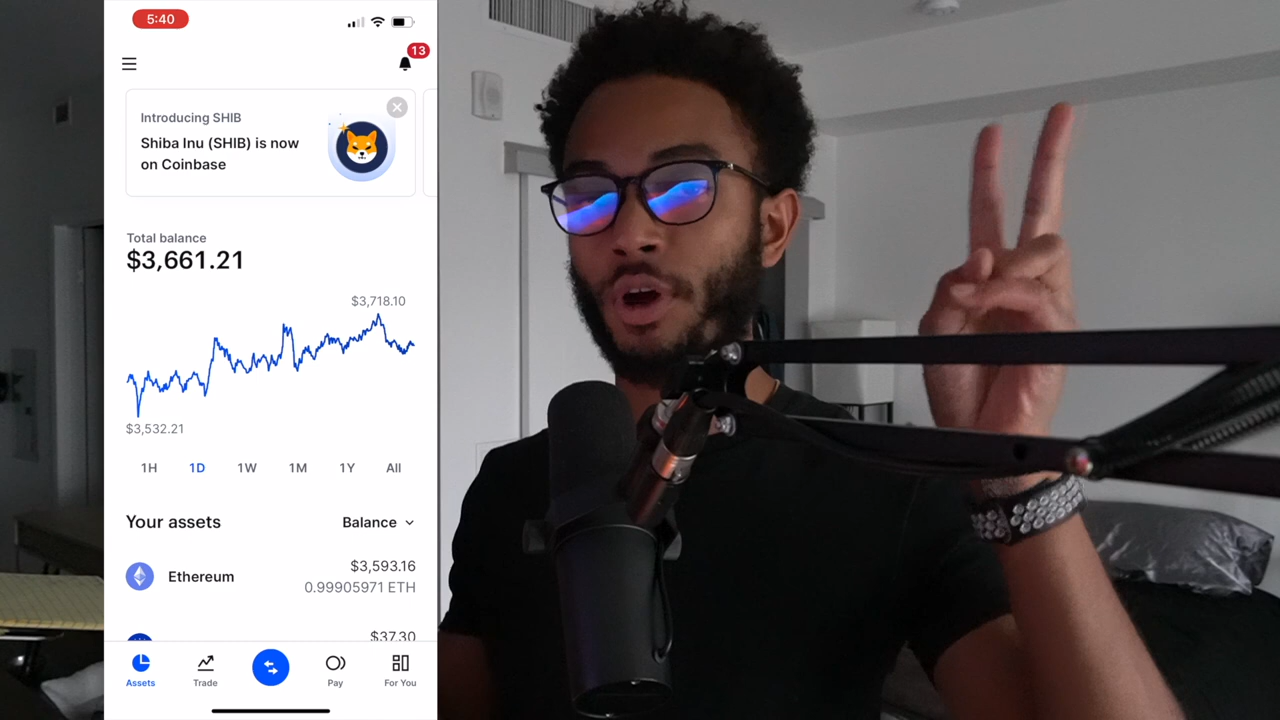 5:40
13
Introducing SHIB
Shiba Inu (SHIB) is now
on Coinbase
Total balance
$3,661.21
$3,718.10
$3,532.21
1H 1D 1W 1M 1Y All
Your assets Balance
$3,593.16
Ethereum
0.99905971 ETH
$37.30
Assets Trade Pay For You